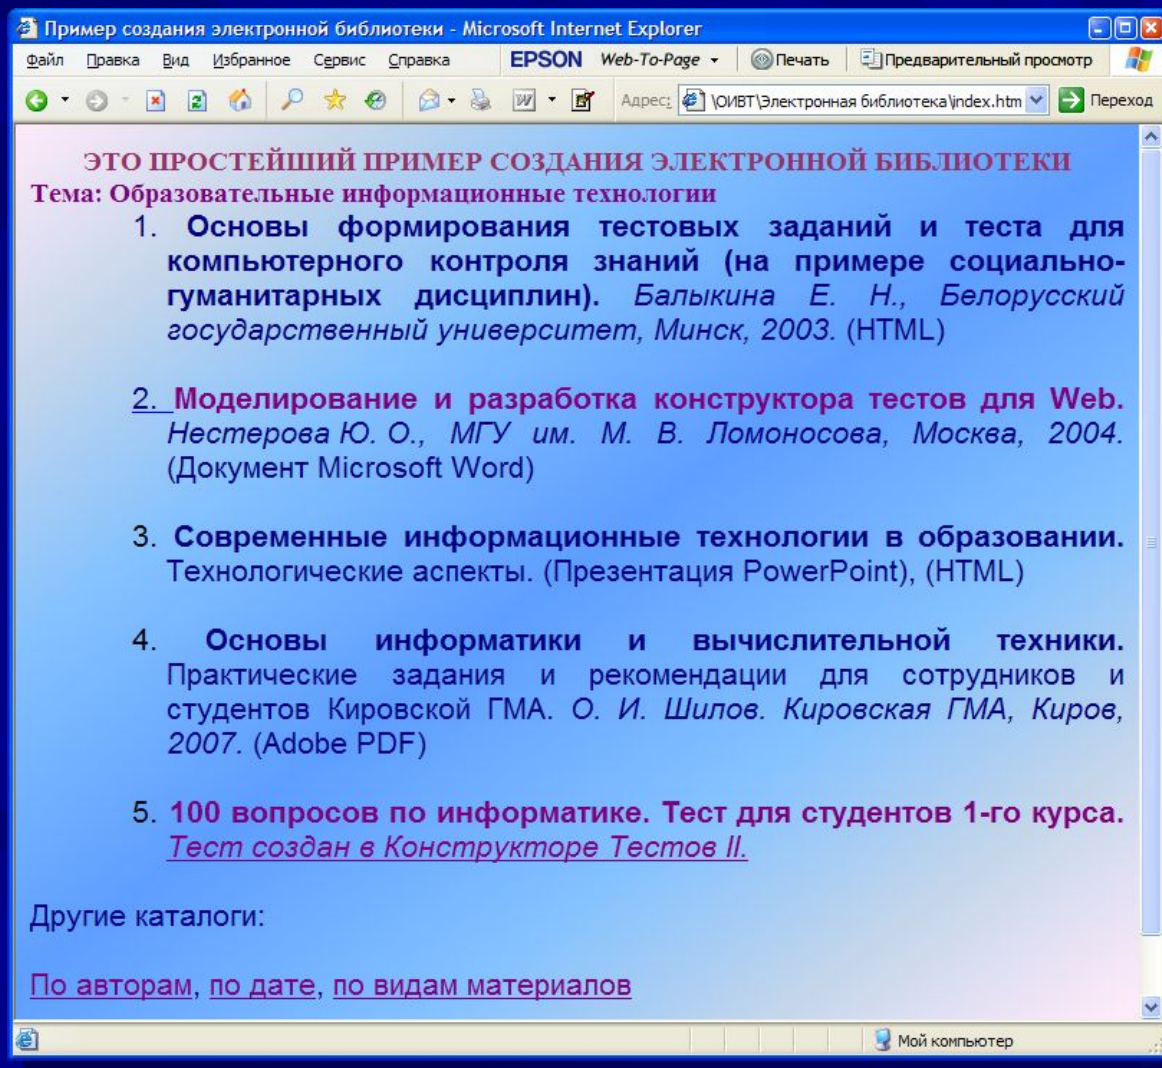 Пример создания электронной библиотеки - Microsoft Internet Explorer
Файл Правка Вид Избранное Сервис Справка EPSON Web-To-Page Печать Предварительный просмотр
Адрес: \ОИВТ\Электронная библиотека\index.htm Переход
ЭТО ПРОСТЕЙШИЙ ПРИМЕР СОЗДАНИЯ ЭЛЕКТРОННОЙ БИБЛИОТЕКИ
Тема: Образовательные информационные технологии
1. Основы формирования тестовых заданий и теста для
компьютерного контроля знаний (на примере социально-
гуманитарных дисциплин). Балыкина Е. Н., Белорусский
государственный университет, Минск, 2003. (HTML)
2. Моделирование и разработка конструктора тестов для Web.
Нестерова Ю. О., МГУ им. М. В. Ломоносова, Москва, 2004.
(Документ Microsoft Word)
3. Современные информационные технологии в образовании.
Технологические аспекты. (Презентация PowerPoint), (HTML)
4. Основы информатики и вычислительной техники.
Практические задания и рекомендации для сотрудников и
студентов Кировской ГМА. О. И. Шилов. Кировская ГМА, Киров,
2007. (Adobe PDF)
5. 100 вопросов по информатике. Тест для студентов 1-го курса.
Тест создан в Конструкторе Тестов II.
Другие каталоги:
По авторам, по дате, по видам материалов
Мой компьютер